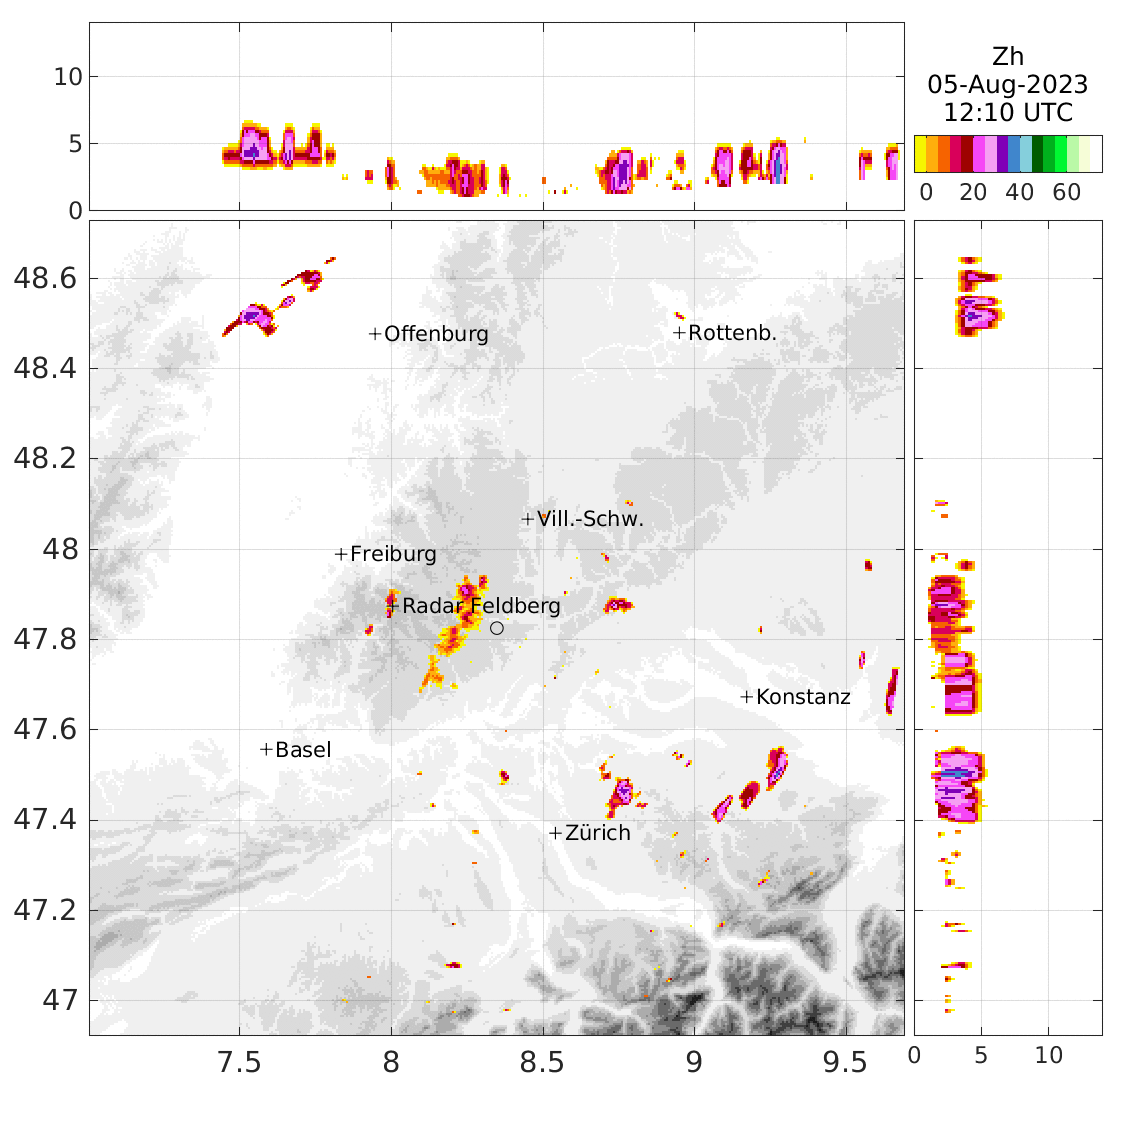 10
5
0
Zh
05-Aug-2023
12:10 UTC
0 20 40 60
48.6
48.4
48.2
48
47.8
47.6
47.4
47.2
47
+Offenburg
+Rottenb.
+Vill.-Schw.
+Freiburg
+Radar Feldberg
+Konstanz
+Basel
+Zürich
7.5 8 8.5 9 9.5
0 5 10